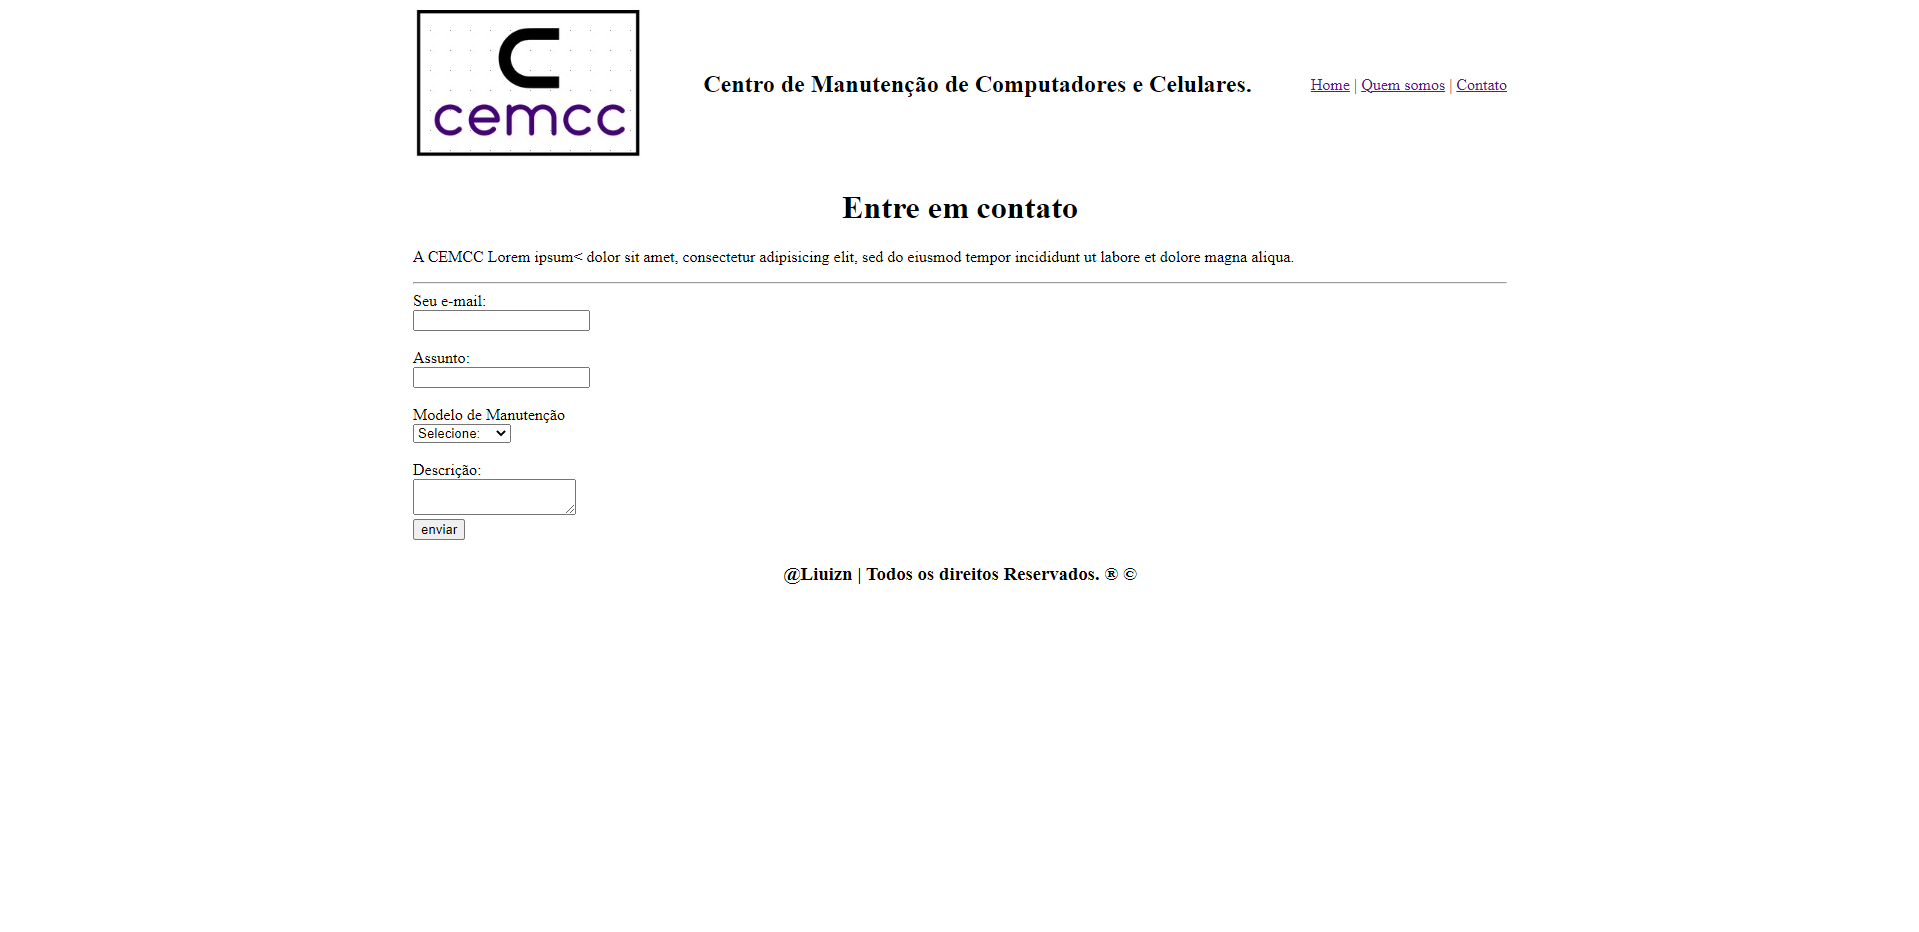 cemcc
Centro de Manutenção de Computadores e Celulares.
Home | Quem somos | Contato
Entre em contato
A CEMCC Lorem ipsum< dolor sit amet, consectetur adipisicing elit, sed do eiusmod tempor incididunt ut labore et dolore magna aliqua.
Seu e-mail:
Assunto:
Modelo de Manutenção
Selecione:
Descrição:
enviar
@Liuizn | Todos os direitos Reservados. ® ©